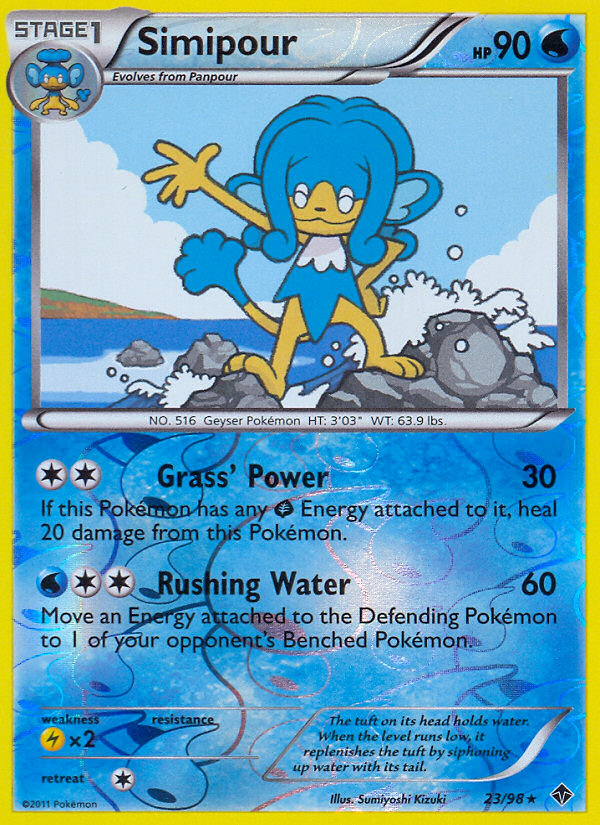 STAGE1
Simipour
HP 90
Evolves from Panpour
NO. 516 Geyser Pokémon HT: 3'03" WT: 63.9 lbs.
Grass' Power 30
If this Pokémon has any Energy attached to it, heal
20 damage from this Pokémon.
Rushing Water 60
Move an Energy attached to the Defending Pokémon
to 1 of your opponent's Benched Pokémon.
weakness resistance
×2
retreat
The tuft on its head holds water.
When the level runs low, it
replenishes the tuft by siphoning
up water with its tail.
Illus. Sumiyoshi Kizuki 23/98★
©2011 Pokémon